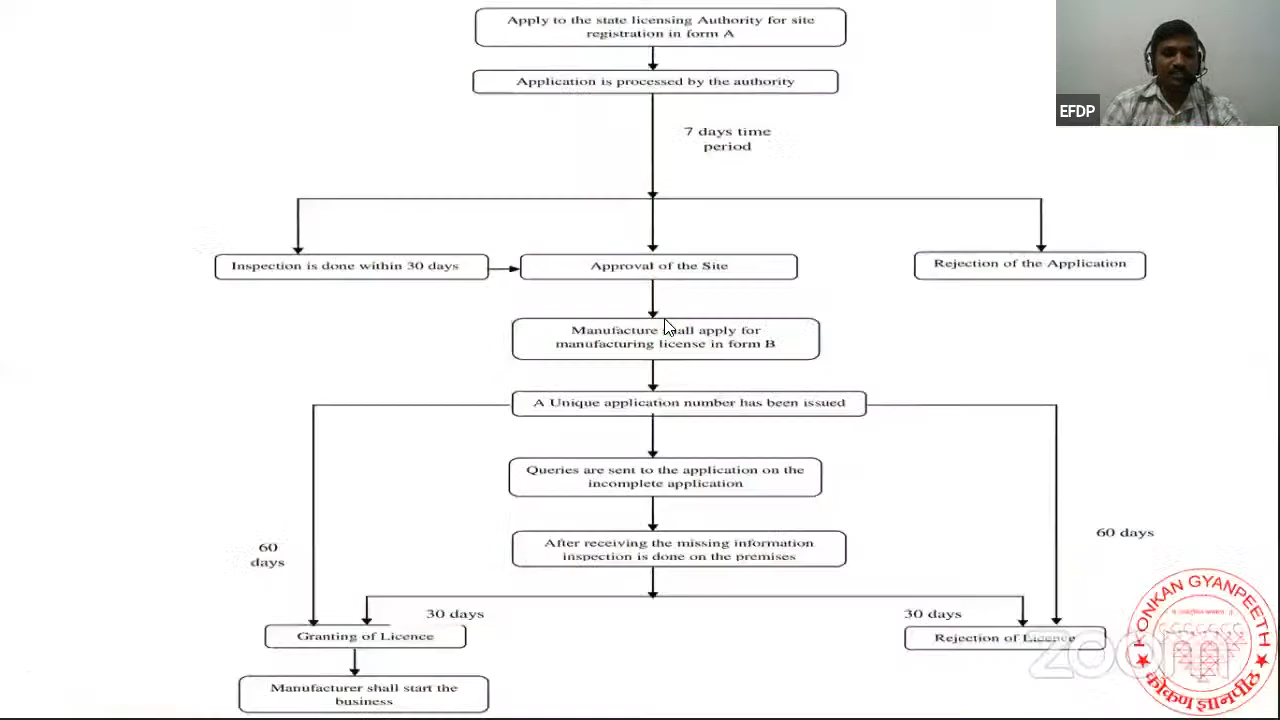 Apply to the state licensing Authority for site
registration in form A
Application is processed by the authority
EFDP
7 days time
period
Inspection is done within 30 days
Approval of the Site
Rejection of the Application
Manufacture shall apply for
manufacturing license in form B
A Unique application number has been issued
Queries are sent to the application on the
incomplete application
After receiving the missing information
inspection is done on the premises
60
days
60 days
30 days
30 days
Granting of Licence
Rejection of Licence
Manufacturer shall start the
business
zoom
KONKAN GYANPEETH
कोंकण ज्ञानपीठ